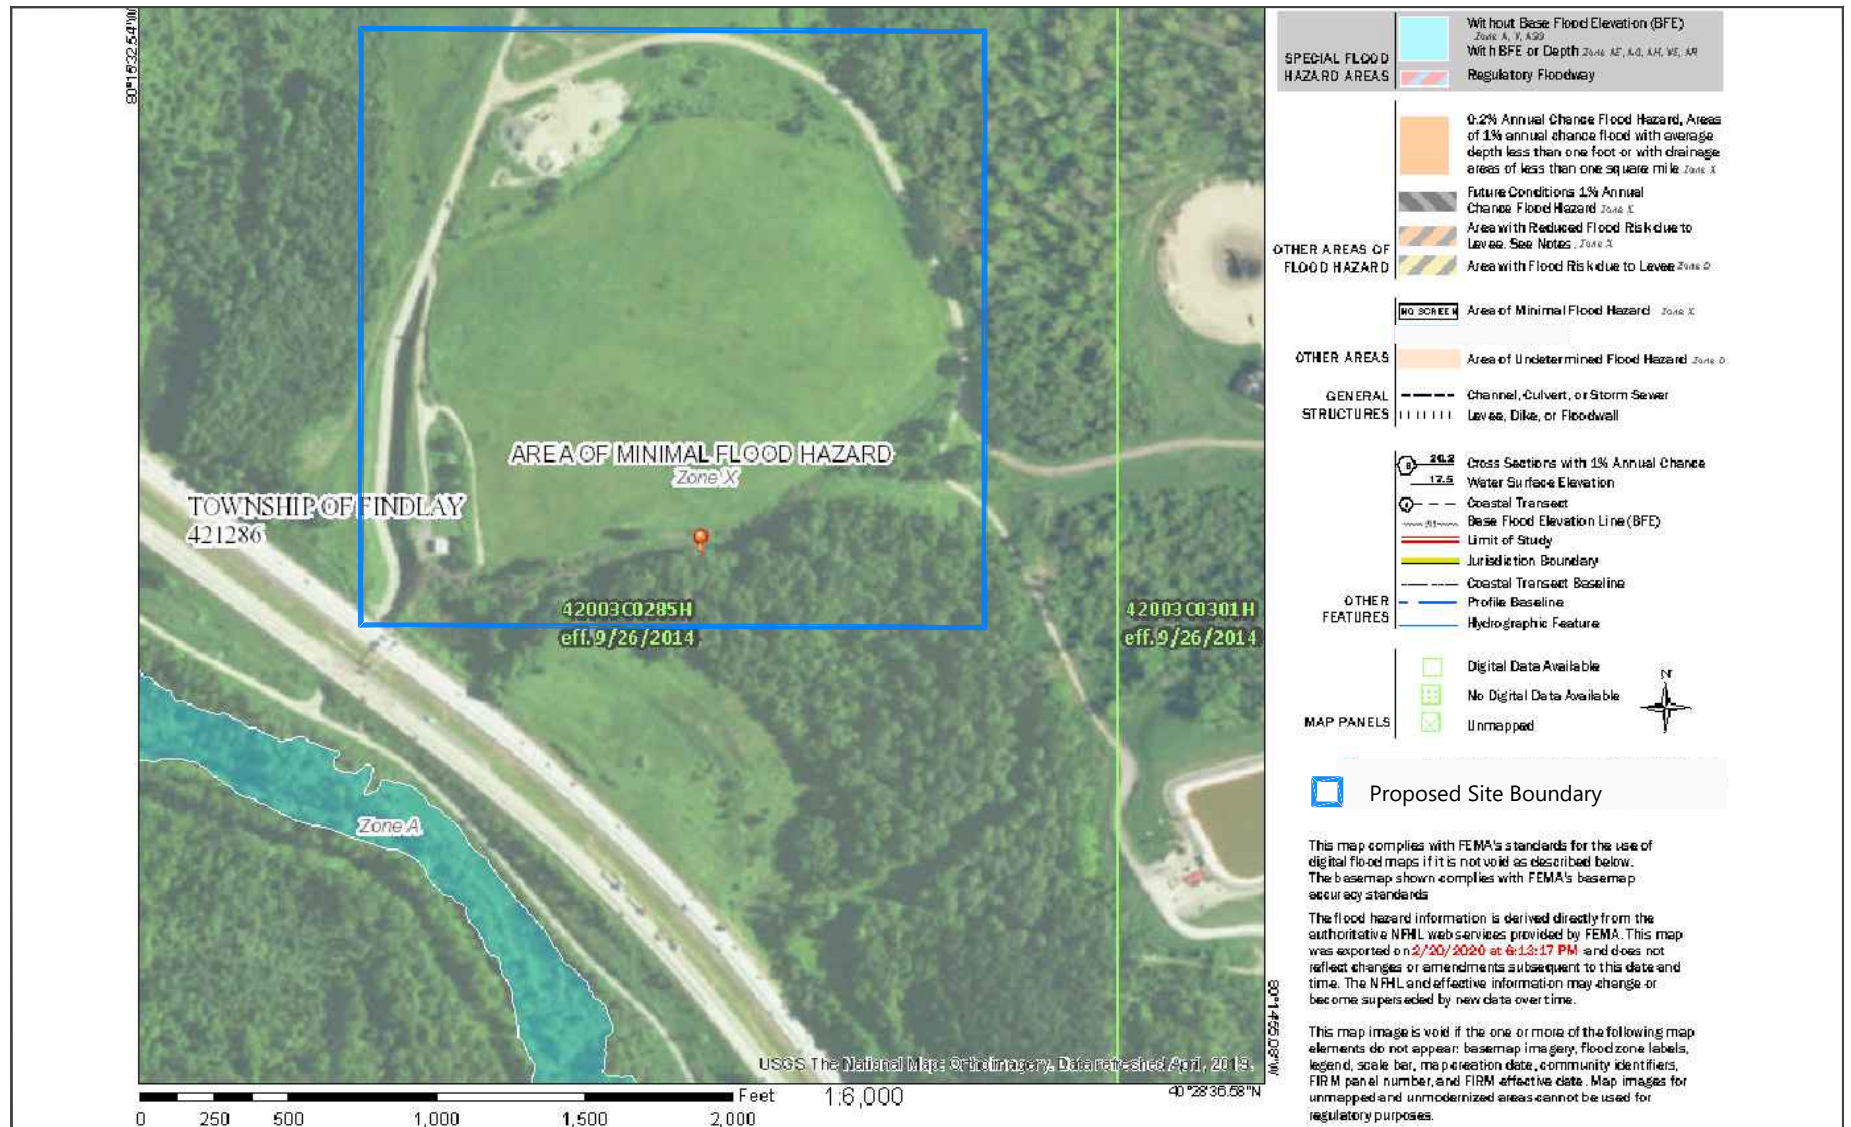 80°15'32.54"W
AREA OF MINIMAL FLOOD HAZARD
Zone X
TOWNSHIP OF FINDLAY
421286
42003C0285H
eff. 9/26/2014
42003C0301H
eff. 9/26/2014
Zone A
USGS The National Map: Orthoimagery. Data refreshed April, 2019.
80°14'55.08"W
40°28'36.58"N
Feet
1:6,000
0
250
500
1,000
1,500
2,000
SPECIAL FLOOD
HAZARD AREAS
Without Base Flood Elevation (BFE)
Zone A, V, A99
With BFE or Depth Zone AE, AO, AH, VE, AR
Regulatory Floodway
OTHER AREAS OF
FLOOD HAZARD
0.2% Annual Chance Flood Hazard, Areas
of 1% annual chance flood with average
depth less than one foot or with drainage
areas of less than one square mile Zone X
Future Conditions 1% Annual
Chance Flood Hazard Zone X
Area with Reduced Flood Risk due to
Levee. See Notes. Zone X
Area with Flood Risk due to Levee Zone D
NO SCREEN
Area of Minimal Flood Hazard Zone X
OTHER AREAS
Area of Undetermined Flood Hazard Zone D
GENERAL
STRUCTURES
Channel, Culvert, or Storm Sewer
Levee, Dike, or Floodwall
OTHER
FEATURES
20.2
Cross Sections with 1% Annual Chance
17.5
Water Surface Elevation
Coastal Transect
Base Flood Elevation Line (BFE)
Limit of Study
Jurisdiction Boundary
Coastal Transect Baseline
Profile Baseline
Hydrographic Feature
MAP PANELS
Digital Data Available
No Digital Data Available
Unmapped
N
Proposed Site Boundary
This map complies with FEMA's standards for the use of
digital flood maps if it is not void as described below.
The basemap shown complies with FEMA's basemap
accuracy standards
The flood hazard information is derived directly from the
authoritative NFHL web services provided by FEMA. This map
was exported on 2/20/2020 at 6:13:17 PM and does not
reflect changes or amendments subsequent to this date and
time. The NFHL and effective information may change or
become superseded by new data over time.
This map image is void if the one or more of the following map
elements do not appear: basemap imagery, flood zone labels,
legend, scale bar, map creation date, community identifiers,
FIRM panel number, and FIRM effective date. Map images for
unmapped and unmodernized areas cannot be used for
regulatory purposes.